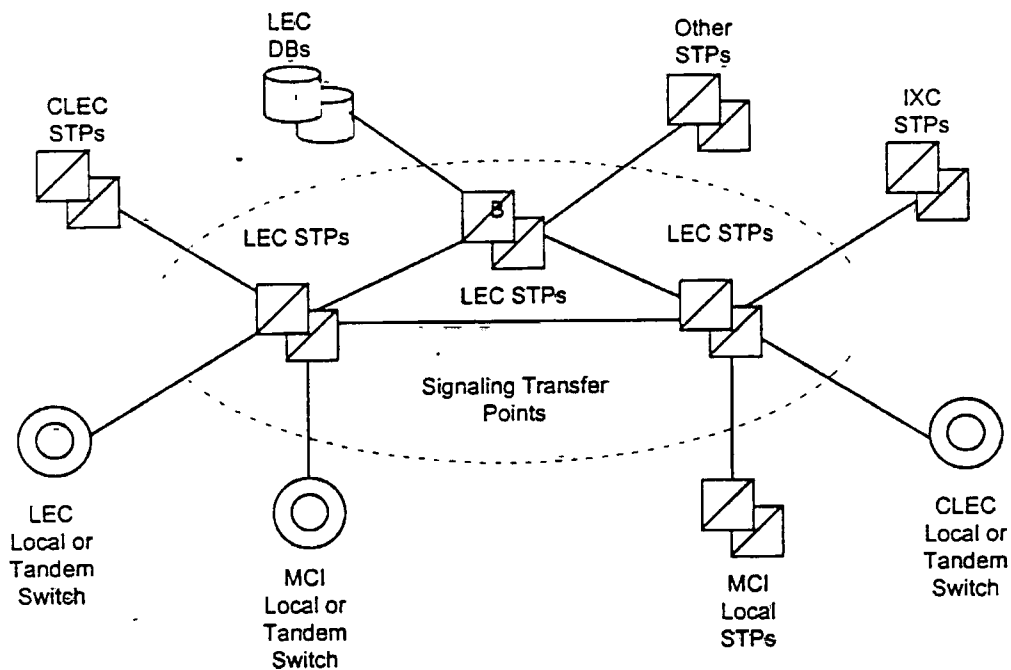 LEC
DBs
Other
STPs
CLEC
STPs
IXC
STPs
B
LEC STPs
LEC STPs
LEC STPs
Signaling Transfer
Points
LEC
Local or
Tandem
Switch
MCI
Local or
Tandem
Switch
MCI
Local
STPs
CLEC
Local or
Tandem
Switch